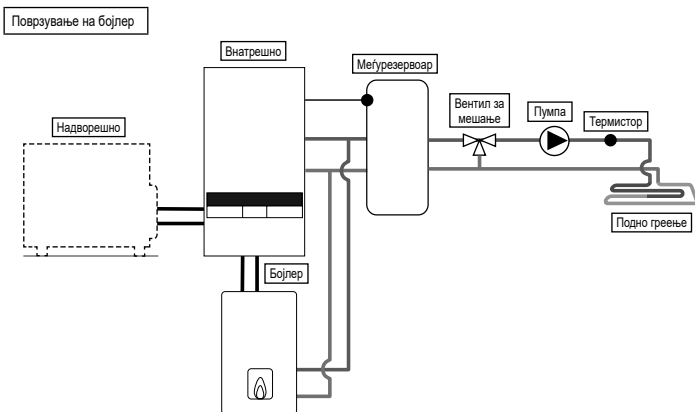 Поврзување на бојлер
Внатрешно
Меѓурезервоар
Вентил за
мешање
Пумпа
Термистор
Надворешно
Подно греење
Бојлер